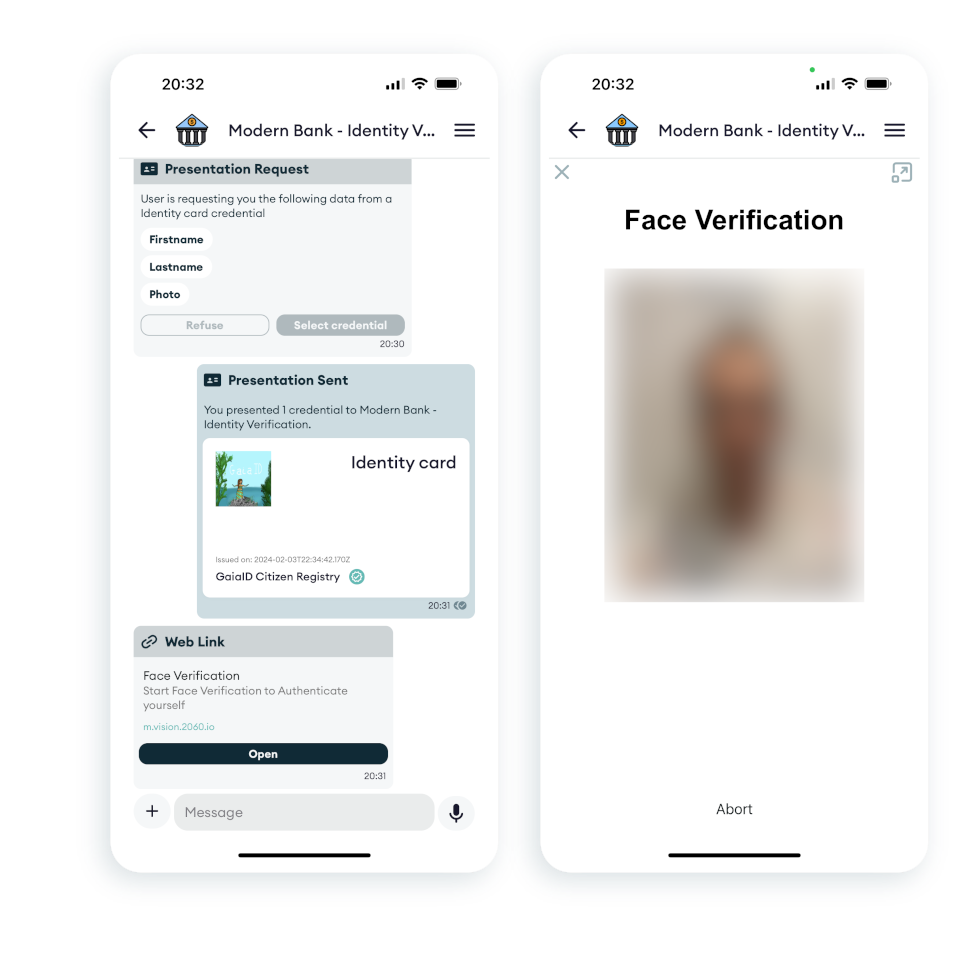 20:32
Modern Bank - Identity V...
Presentation Request
User is requesting you the following data from a
Identity card credential
Firstname
Lastname
Photo
Refuse
Select credential
20:30
Presentation Sent
You presented 1 credential to Modern Bank -
Identity Verification.
Identity card
Issued on: 2024-02-03T22:34:42.170Z
GaiaID Citizen Registry
20:31
Web Link
Face Verification
Start Face Verification to Authenticate
yourself
m.vision.2060.io
Open
20:31
Message
20:32
Modern Bank - Identity V...
Face Verification
Abort